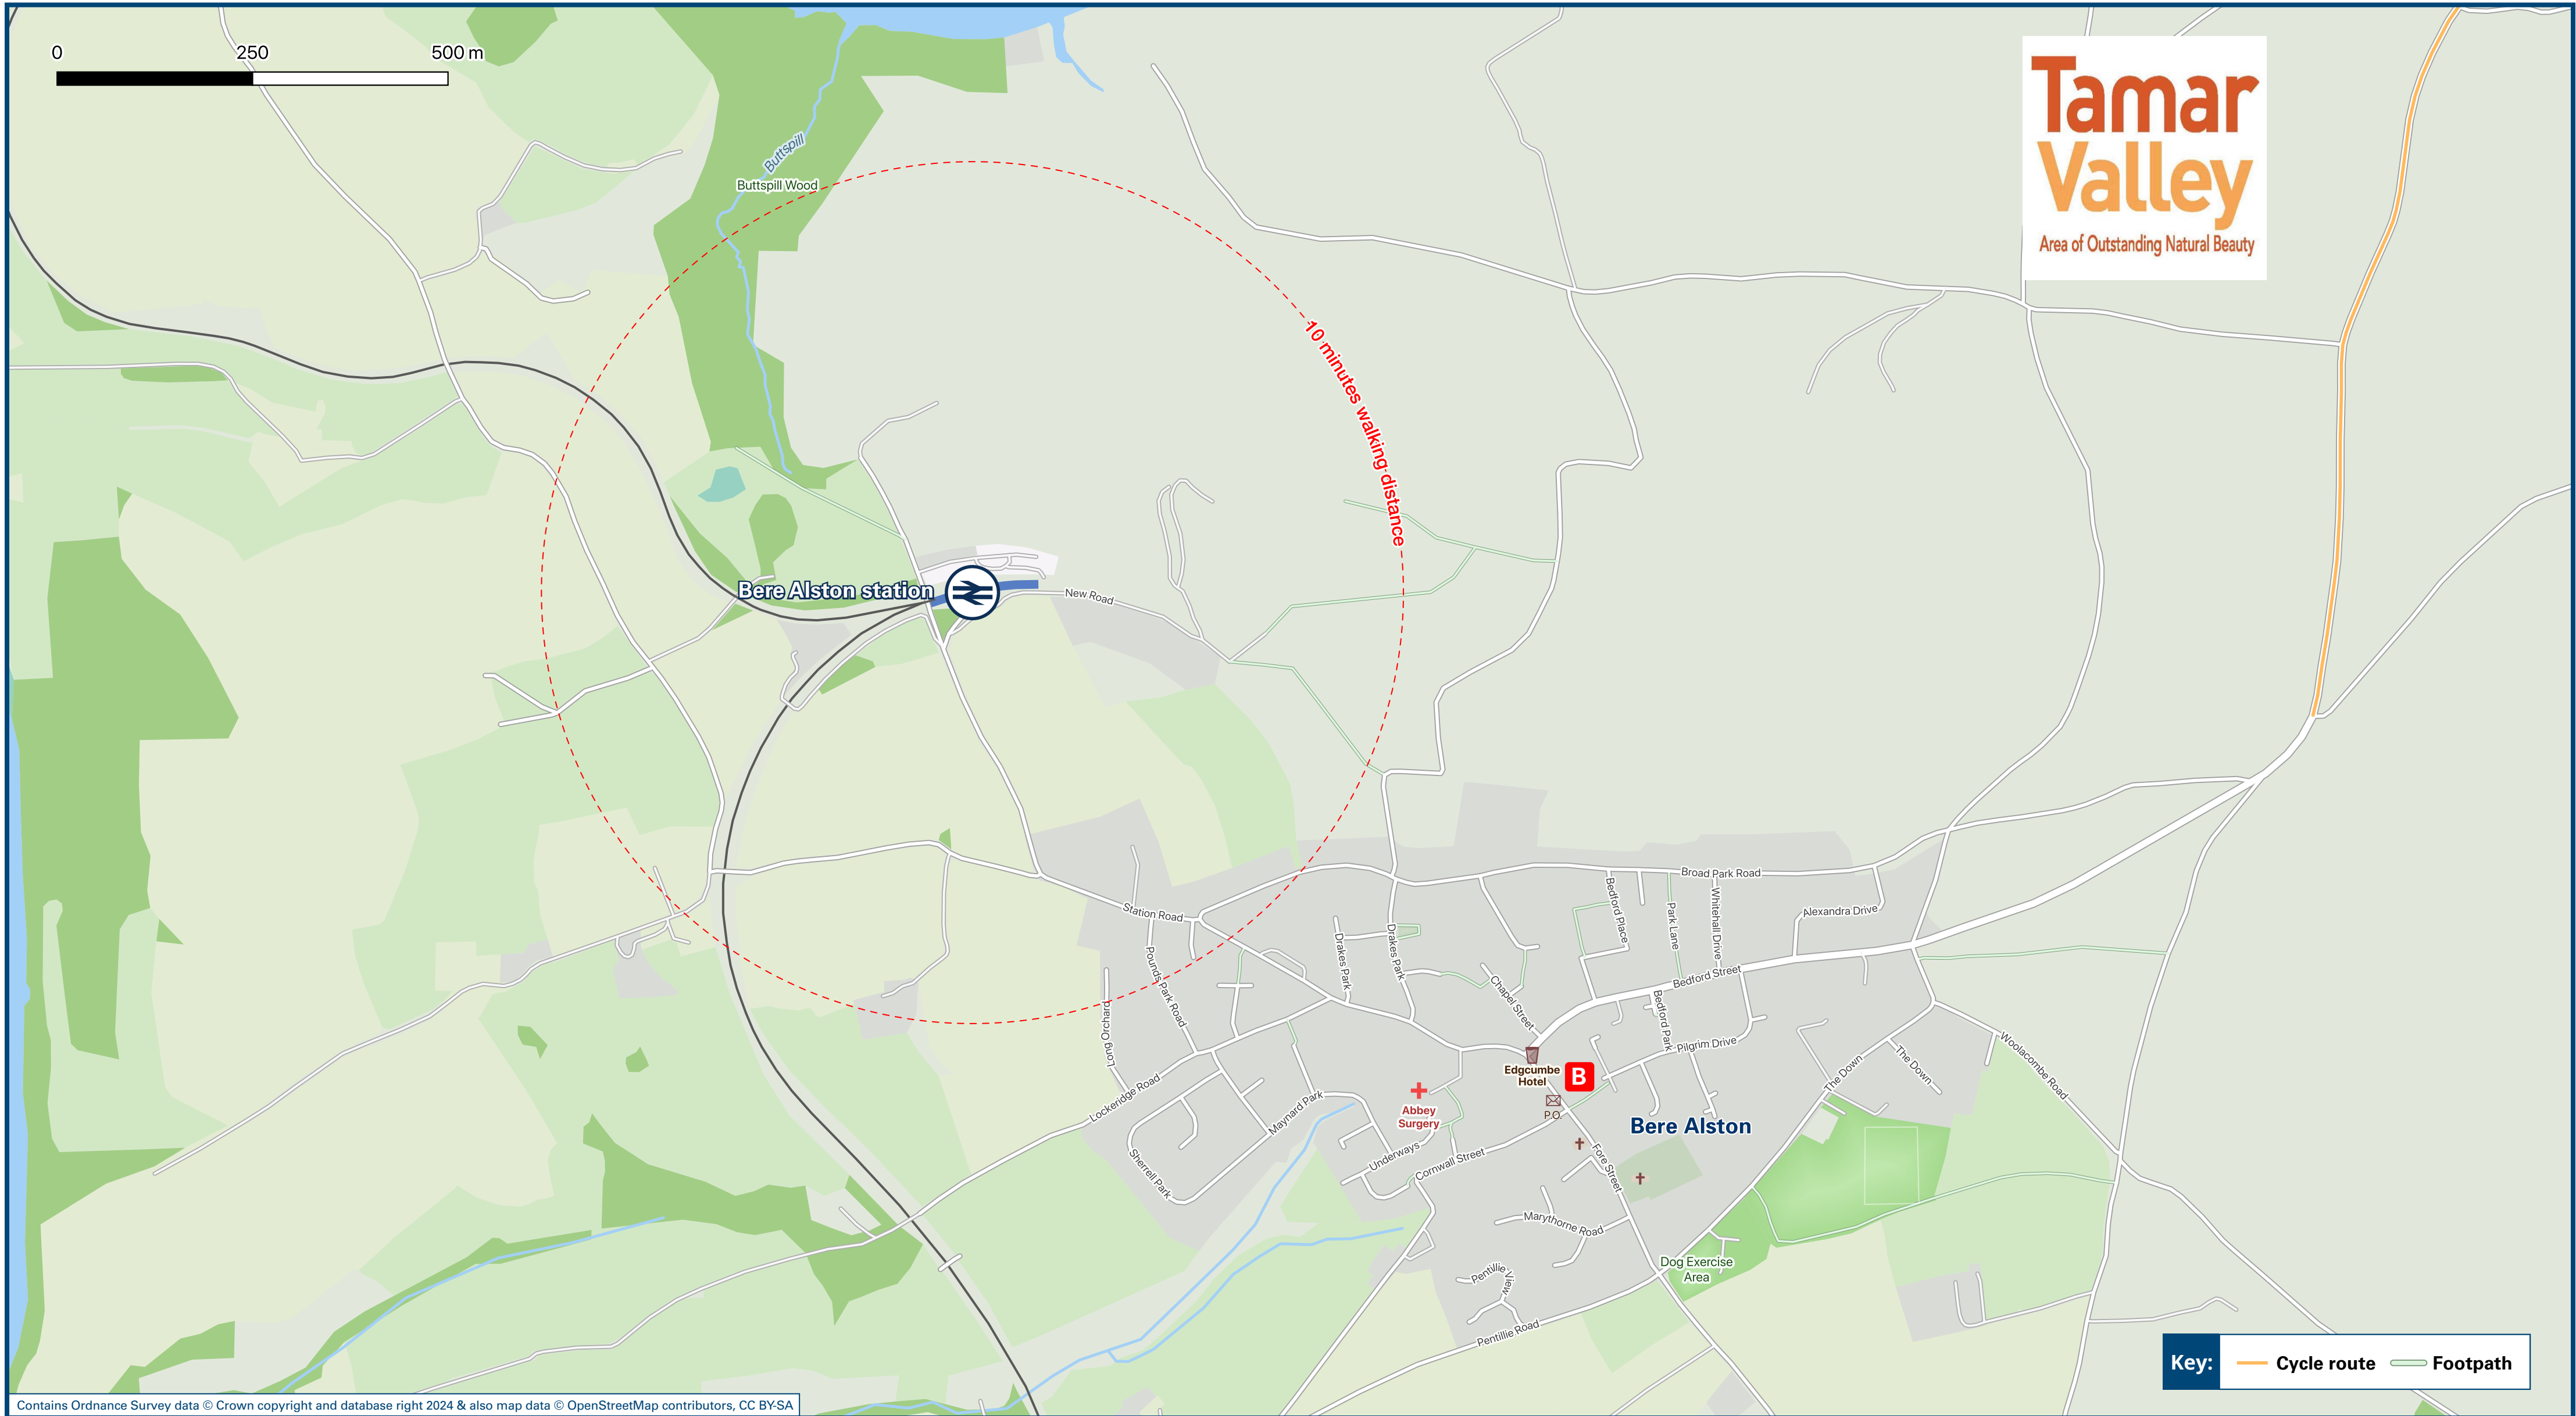 0 250 500 m
Tamar
Valley
Area of Outstanding Natural Beauty
Buttspill
Buttspill Wood
10 minutes walking distance
Bere Alston station
New Road
Station Road
Broad Park Road
Bedford Place
Park Lane
Whitehall Drive
Alexandra Drive
Drakes Park
Drakes Park
Pounds Park Road
Long Orchard
Chapel Street
Bedford Street
Bedford Park
Pilgrim Drive
Edgcumbe
Hotel
B
P.O.
Abbey
Surgery
Bere Alston
The Down
The Down
Woolacombe Road
Lockeridge Road
Maynard Park
Sherrell Park
Underways
Cornwall Street
Fore Street
Marythorne Road
Pentillie View
Pentillie Road
Dog Exercise
Area
Key: Cycle route Footpath
Contains Ordnance Survey data © Crown copyright and database right 2024 & also map data © OpenStreetMap contributors, CC BY-SA